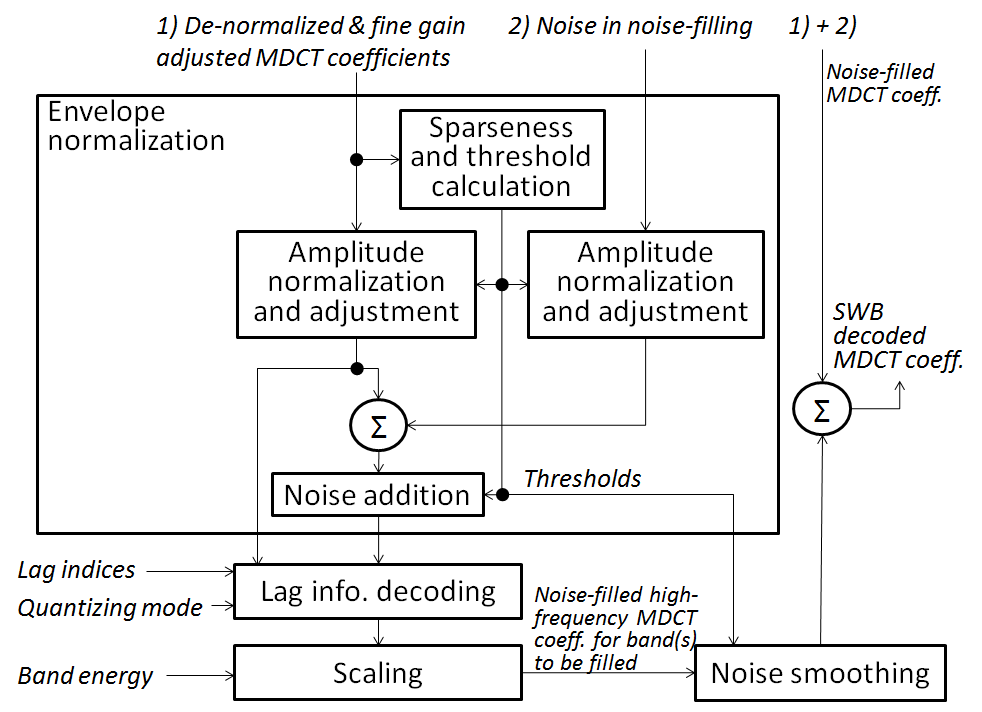 1) De-normalized & fine gain
adjusted MDCT coefficients
2) Noise in noise-filling
1) + 2)
Noise-filled
MDCT coeff.
Envelope
normalization
Sparseness
and threshold
calculation
Amplitude
normalization
and adjustment
Amplitude
normalization
and adjustment
SWB
decoded
MDCT coeff.
Σ
Σ
Noise addition
Thresholds
Lag indices
Quantizing mode
Lag info. decoding
Noise-filled high-
frequency MDCT
coeff. for band(s)
to be filled
Band energy
Scaling
Noise smoothing